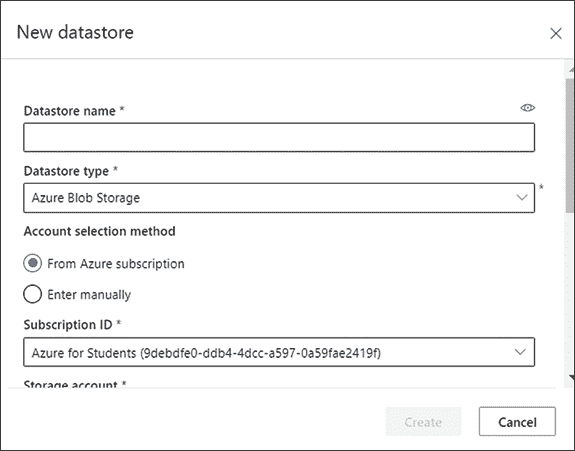 New datastore
Datastore name *
Datastore type *
Azure Blob Storage
*
Account selection method
From Azure subscription
Enter manually
Subscription ID *
Azure for Students (9debdfe0-ddb4-4dcc-a597-0a59fae2419f)
Storage account *
Create
Cancel